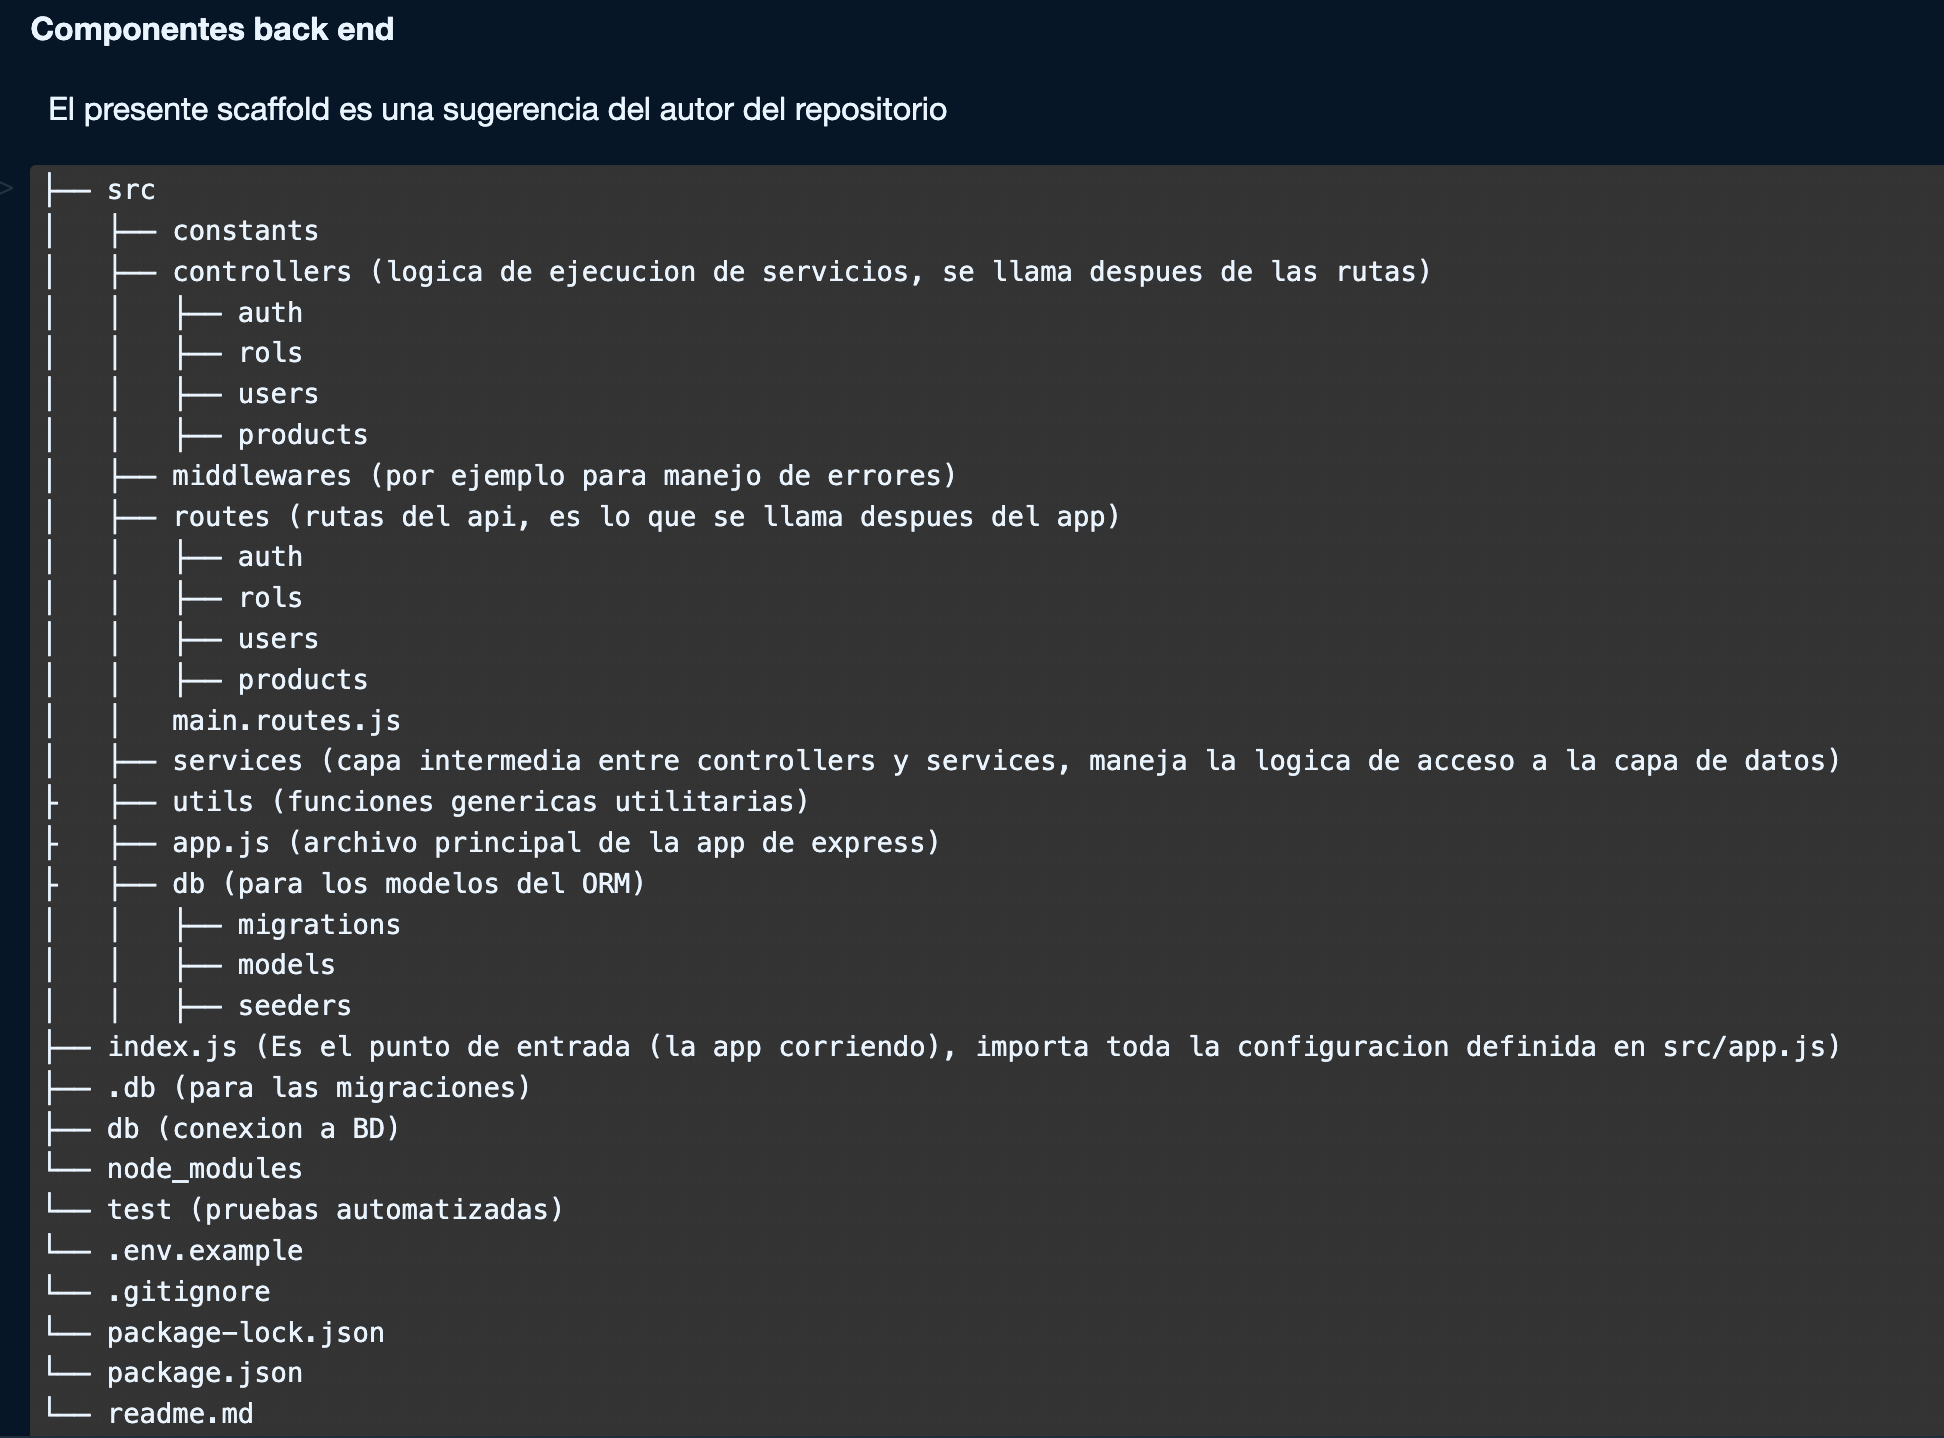 Componentes back end
El presente scaffold es una sugerencia del autor del repositorio
├── src
│   ├── constants
│   ├── controllers (logica de ejecucion de servicios, se llama despues de las rutas)
│   │   ├── auth
│   │   ├── rols
│   │   ├── users
│   │   ├── products
│   ├── middlewares (por ejemplo para manejo de errores)
│   ├── routes (rutas del api, es lo que se llama despues del app)
│   │   ├── auth
│   │   ├── rols
│   │   ├── users
│   │   ├── products
│   │   main.routes.js
│   ├── services (capa intermedia entre controllers y services, maneja la logica de acceso a la capa de datos)
├   ├── utils (funciones genericas utilitarias)
├   ├── app.js (archivo principal de la app de express)
├   ├── db (para los modelos del ORM)
│   │   ├── migrations
│   │   ├── models
│   │   ├── seeders
├── index.js (Es el punto de entrada (la app corriendo), importa toda la configuracion definida en src/app.js)
├── .db (para las migraciones)
├── db (conexion a BD)
└── node_modules
└── test (pruebas automatizadas)
└── .env.example
└── .gitignore
└── package-lock.json
└── package.json
└── readme.md